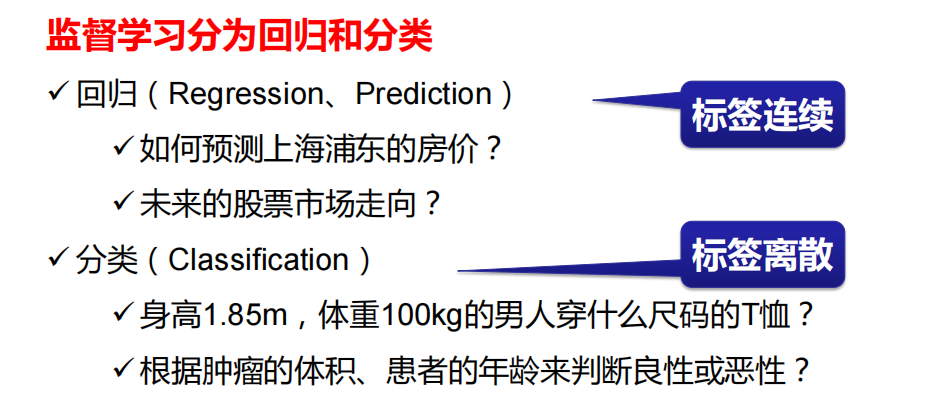 监督学习分为回归和分类
✓ 回归（Regression、Prediction）
标签连续
✓ 如何预测上海浦东的房价？
✓ 未来的股票市场走向？
✓ 分类（Classification）
标签离散
✓ 身高1.85m，体重100kg的男人穿什么尺码的T恤？
✓ 根据肿瘤的体积、患者的年龄来判断良性或恶性？